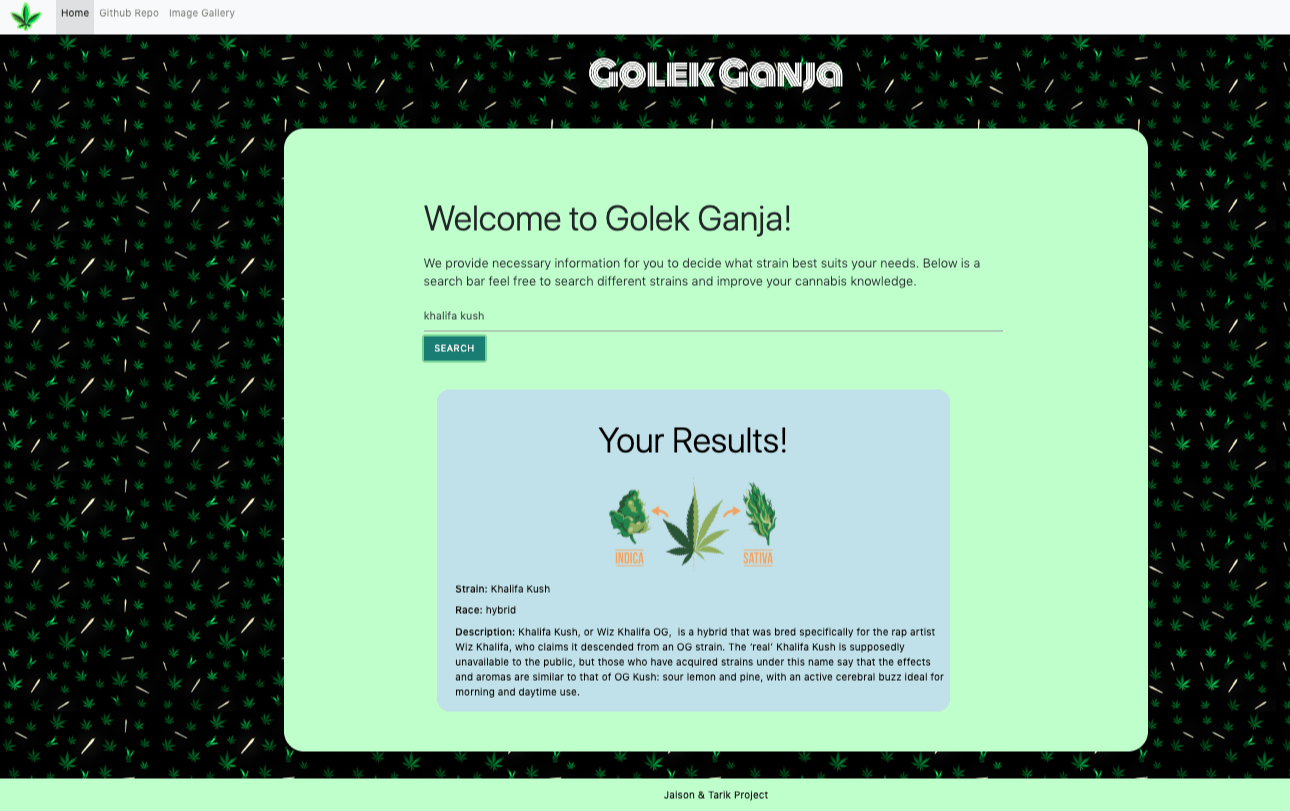 Home Github Repo Image Gallery
Golek Ganja
Welcome to Golek Ganja!
We provide necessary information for you to decide what strain best suits your needs. Below is a
search bar feel free to search different strains and improve your cannabis knowledge.
khalifa kush
SEARCH
Your Results!
INDICA SATIVA
Strain: Khalifa Kush
Race: hybrid
Description: Khalifa Kush, or Wiz Khalifa OG,  is a hybrid that was bred specifically for the rap artist
Wiz Khalifa, who claims it descended from an OG strain. The ‘real’ Khalifa Kush is supposedly
unavailable to the public, but those who have acquired strains under this name say that the effects
and aromas are similar to that of OG Kush: sour lemon and pine, with an active cerebral buzz ideal for
morning and daytime use.
Jaison & Tarik Project